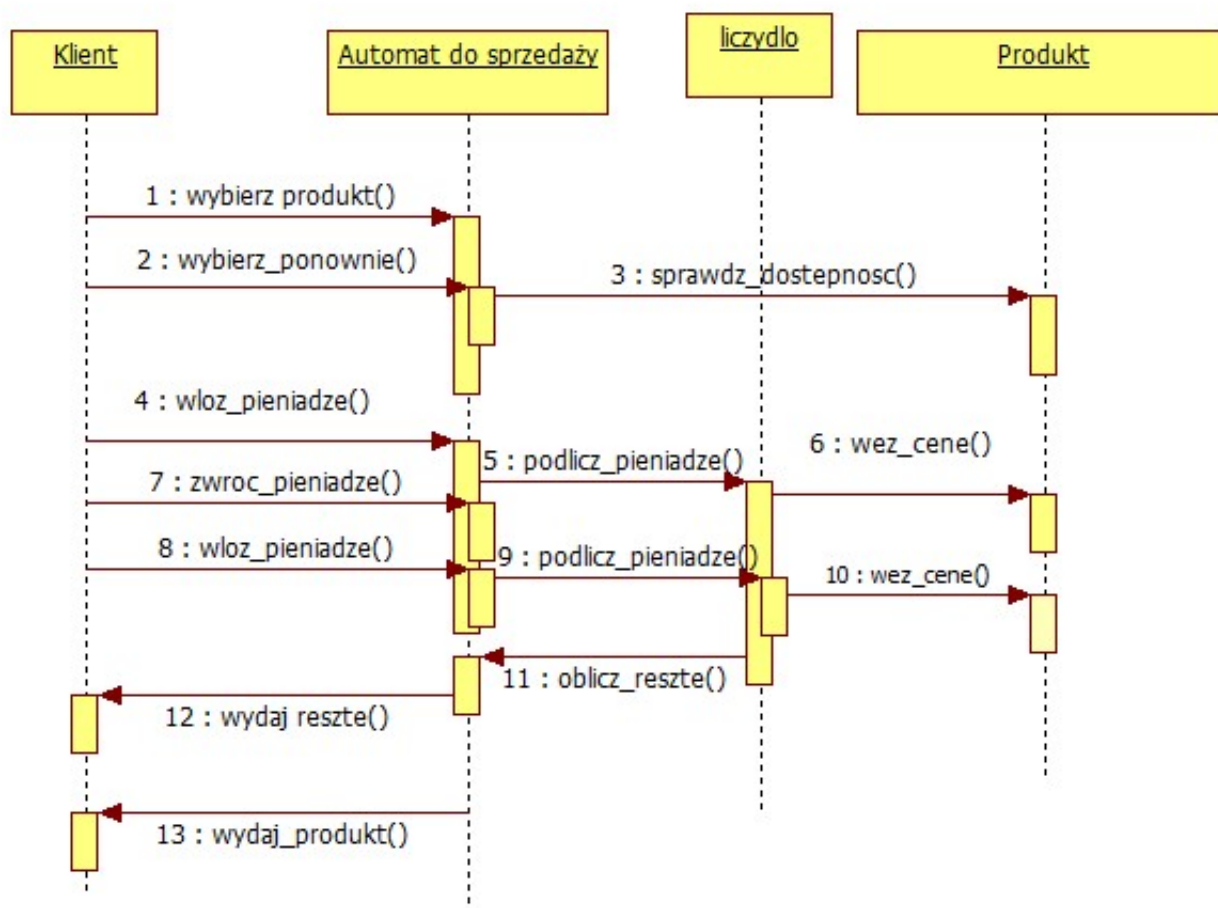 Klient
Automat do sprzedaży
liczydlo
Produkt
1 : wybierz produkt()
2 : wybierz_ponownie()
3 : sprawdz_dostepnosc()
4 : wloz_pieniadze()
5 : podlicz_pieniadze()
6 : wez_cene()
7 : zwroc_pieniadze()
8 : wloz_pieniadze()
9 : podlicz_pieniadze()
10 : wez_cene()
11 : oblicz_reszte()
12 : wydaj reszte()
13 : wydaj_produkt()